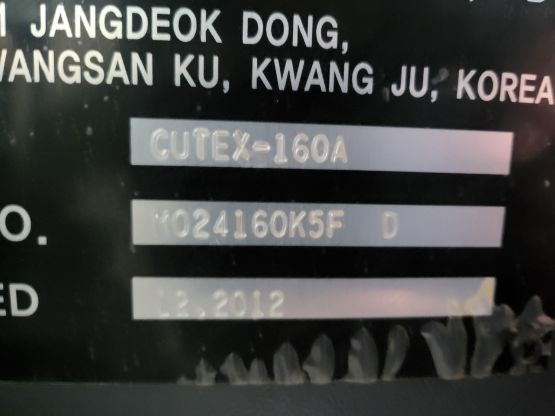 JANGDEOK DONG,
WANGSAN KU, KWANG JU, KOREA
CUTEX-160A
O. M024160K5F D
ED 12.2012